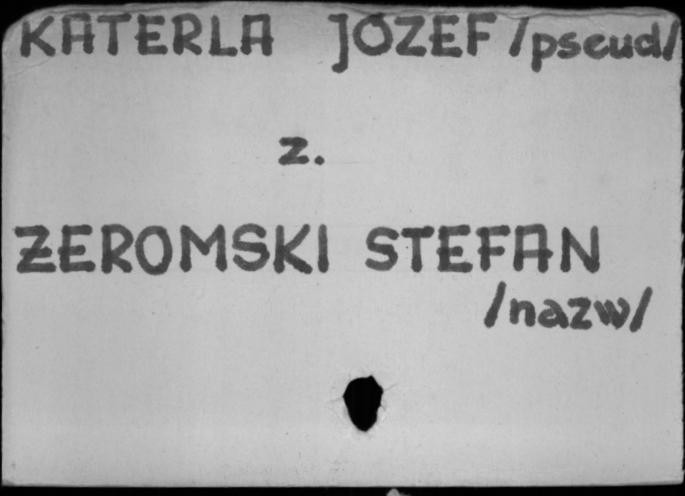 KATERLA JÓZEF /pseud/
z.
ŻEROMSKI STEFAN
/nazw/